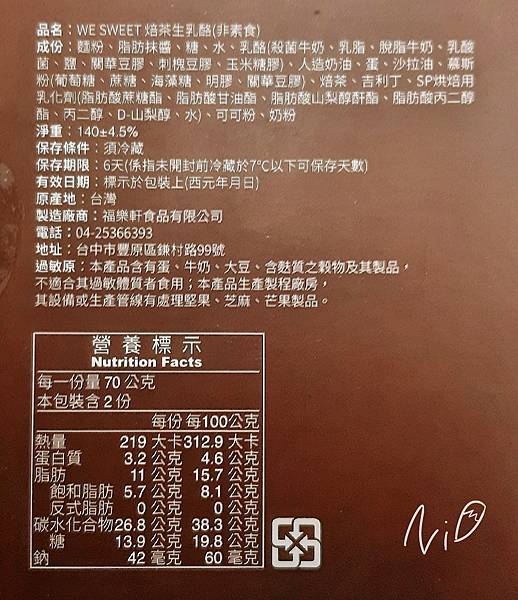 品名：WE SWEET 焙茶生乳酪(非素食)
成份：麵粉、脂肪抹醬、糖、水、乳酪(殺菌牛奶、乳脂、脫脂牛奶、乳酸
菌、鹽、關華豆膠、刺槐豆膠、玉米糖膠)、人造奶油、蛋、沙拉油、慕斯
粉(葡萄糖、蔗糖、海藻糖、明膠、關華豆膠)、焙茶、吉利丁、SP烘焙用
乳化劑(脂肪酸蔗糖酯、脂肪酸甘油酯、脂肪酸山梨醇酐酯、脂肪酸丙二醇
酯、丙二醇、D-山梨醇、水)、可可粉、奶粉
淨重：140±4.5%
保存條件：須冷藏
保存期限：6天(係指未開封前冷藏於7℃以下可保存天數)
有效日期：標示於包裝上(西元年月日)
原產地：台灣
製造廠商：福樂軒食品有限公司
電話：04-25366393
地址：台中市豐原區鎌村路99號
過敏原：本產品含有蛋、牛奶、大豆、含麩質之穀物及其製品，
不適合其過敏體質者食用；本產品生產製程廠房，
其設備或生產管線有處理堅果、芝麻、芒果製品。
營養標示
Nutrition Facts
每一份量 70 公克
本包裝含 2 份
每份 每100公克
熱量 219 大卡 312.9 大卡
蛋白質 3.2 公克 4.6 公克
脂肪 11 公克 15.7 公克
飽和脂肪 5.7 公克 8.1 公克
反式脂肪 0 公克 0 公克
碳水化合物 26.8 公克 38.3 公克
糖 13.9 公克 19.8 公克
鈉 42 毫克 60 毫克
NiO